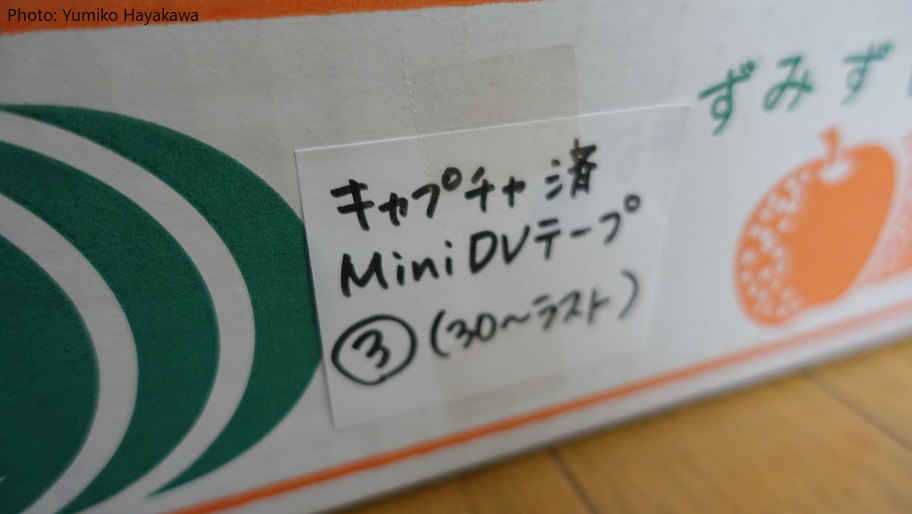 Photo: Yumiko Hayakawa
ずみず
キャプチャ済
MiniDVテープ
③(30〜ラスト)